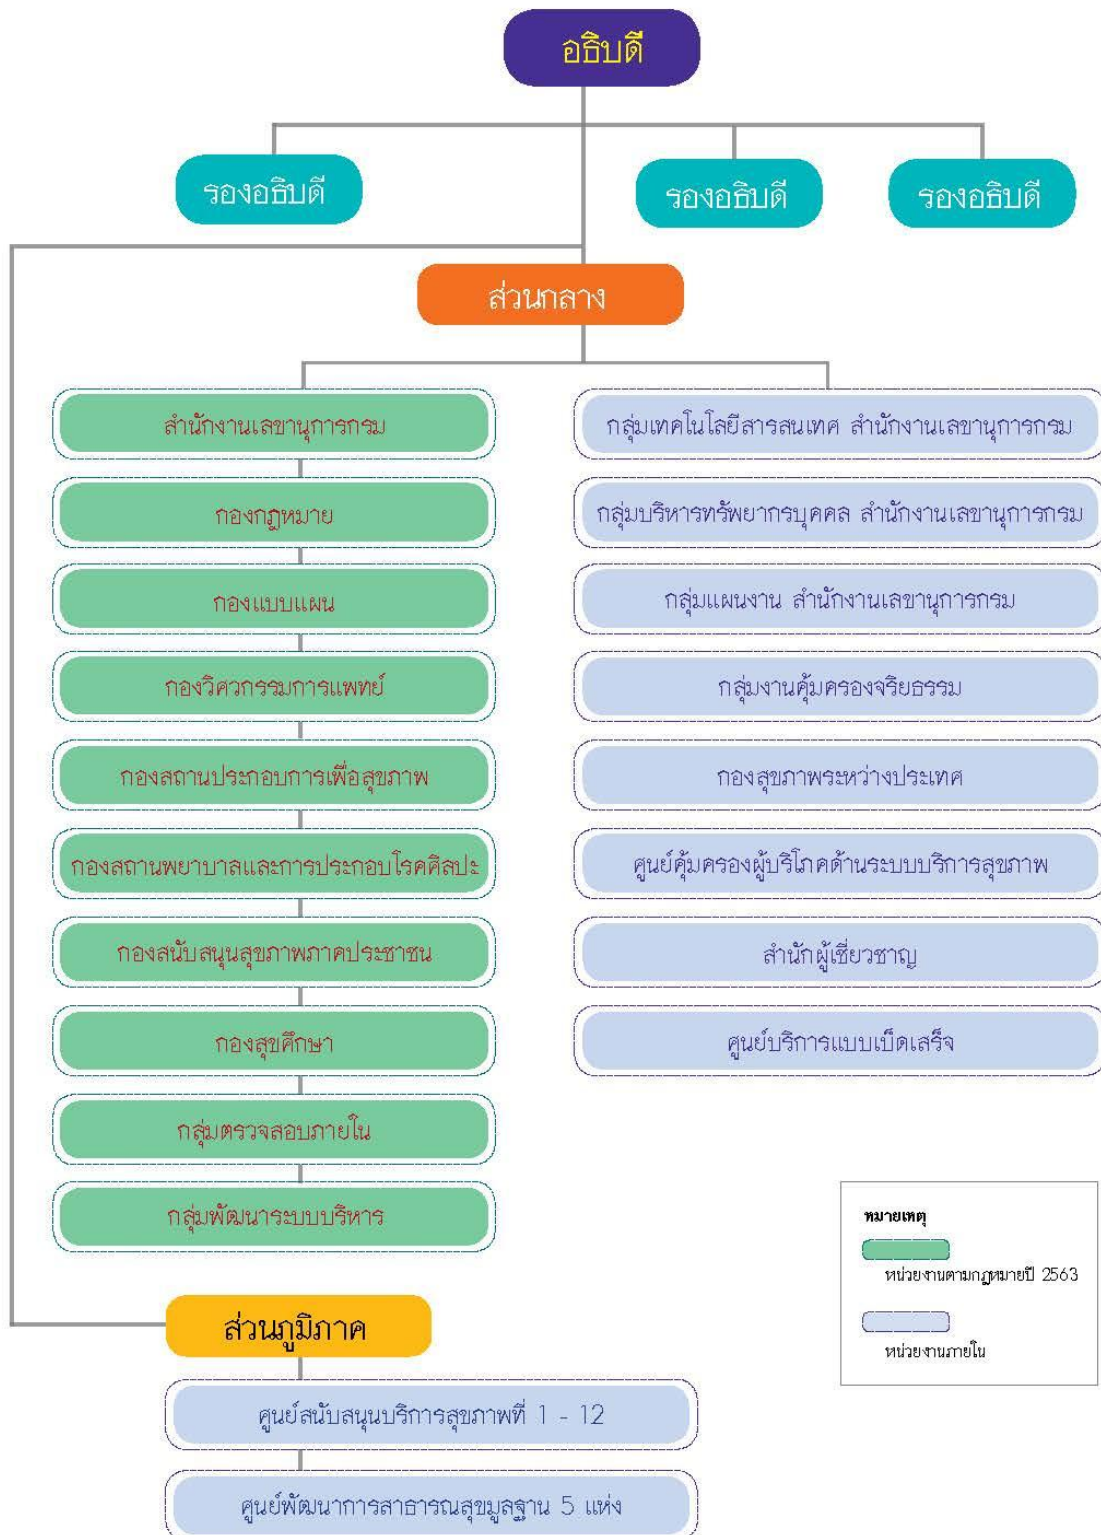 อธิบดี
รองอธิบดี
รองอธิบดี
รองอธิบดี
ส่วนกลาง
สำนักงานเลขานุการกรม
กองกฎหมาย
กองแบบแผน
กองวิศวกรรมการแพทย์
กองสถานประกอบการเพื่อสุขภาพ
กองสถานพยาบาลและการประกอบโรคศิลปะ
กองสนับสนุนสุขภาพภาคประชาชน
กองสุขศึกษา
กลุ่มตรวจสอบภายใน
กลุ่มพัฒนาระบบบริหาร
กลุ่มเทคโนโลยีสารสนเทศ สำนักงานเลขานุการกรม
กลุ่มบริหารทรัพยากรบุคคล สำนักงานเลขานุการกรม
กลุ่มแผนงาน สำนักงานเลขานุการกรม
กลุ่มงานคุ้มครองจริยธรรม
กองสุขภาพระหว่างประเทศ
ศูนย์คุ้มครองผู้บริโภคด้านระบบบริการสุขภาพ
สำนักผู้เชี่ยวชาญ
ศูนย์บริการแบบเบ็ดเสร็จ
หมายเหตุ
หน่วยงานตามกฎหมายปี 2563
หน่วยงานภายใน
ส่วนภูมิภาค
ศูนย์สนับสนุนบริการสุขภาพที่ 1 - 12
ศูนย์พัฒนาการสาธารณสุขมูลฐาน 5 แห่ง